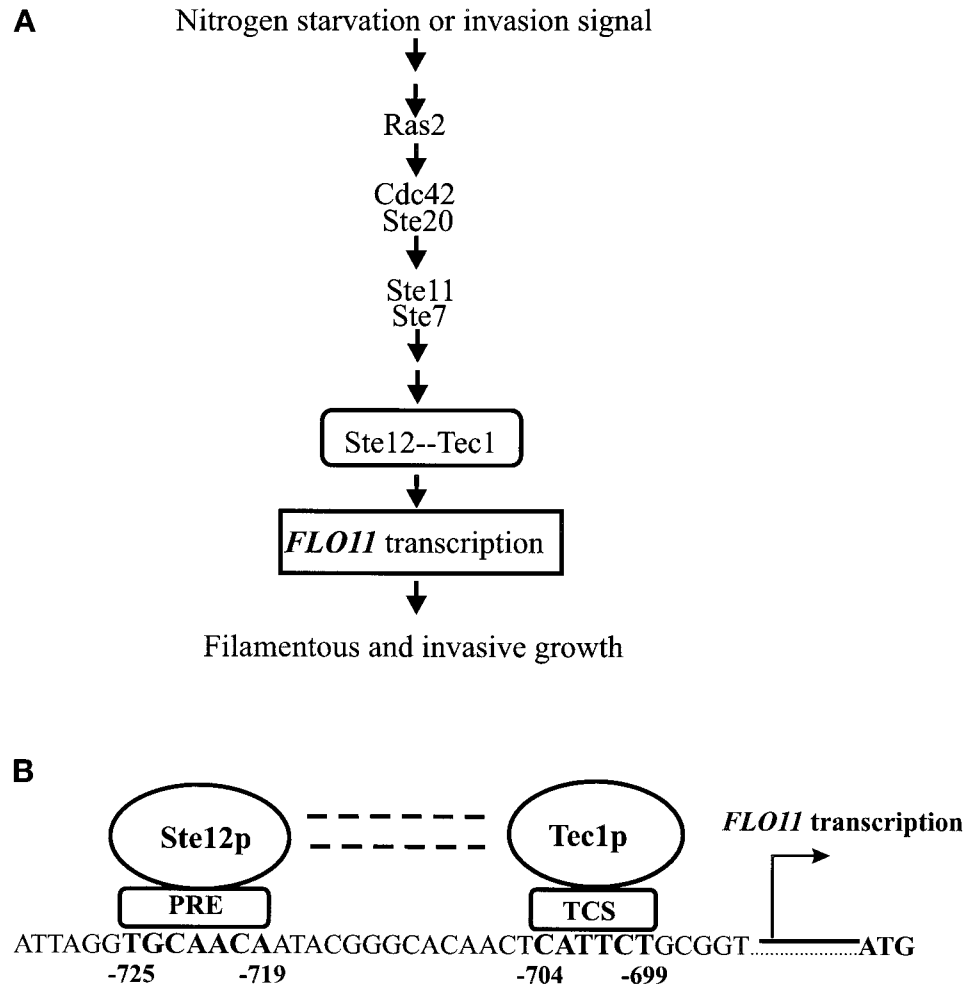 A
Nitrogen starvation or invasion signal
Ras2
Cdc42
Ste20
Ste11
Ste7
Ste12--Tec1
FLO11 transcription
Filamentous and invasive growth
B
Ste12p
Tec1p
FLO11 transcription
PRE
TCS
ATTAGGTGCAACAATACGGGCACAACTCATTCTTGCGGT ATG
-725 -719 -704 -699